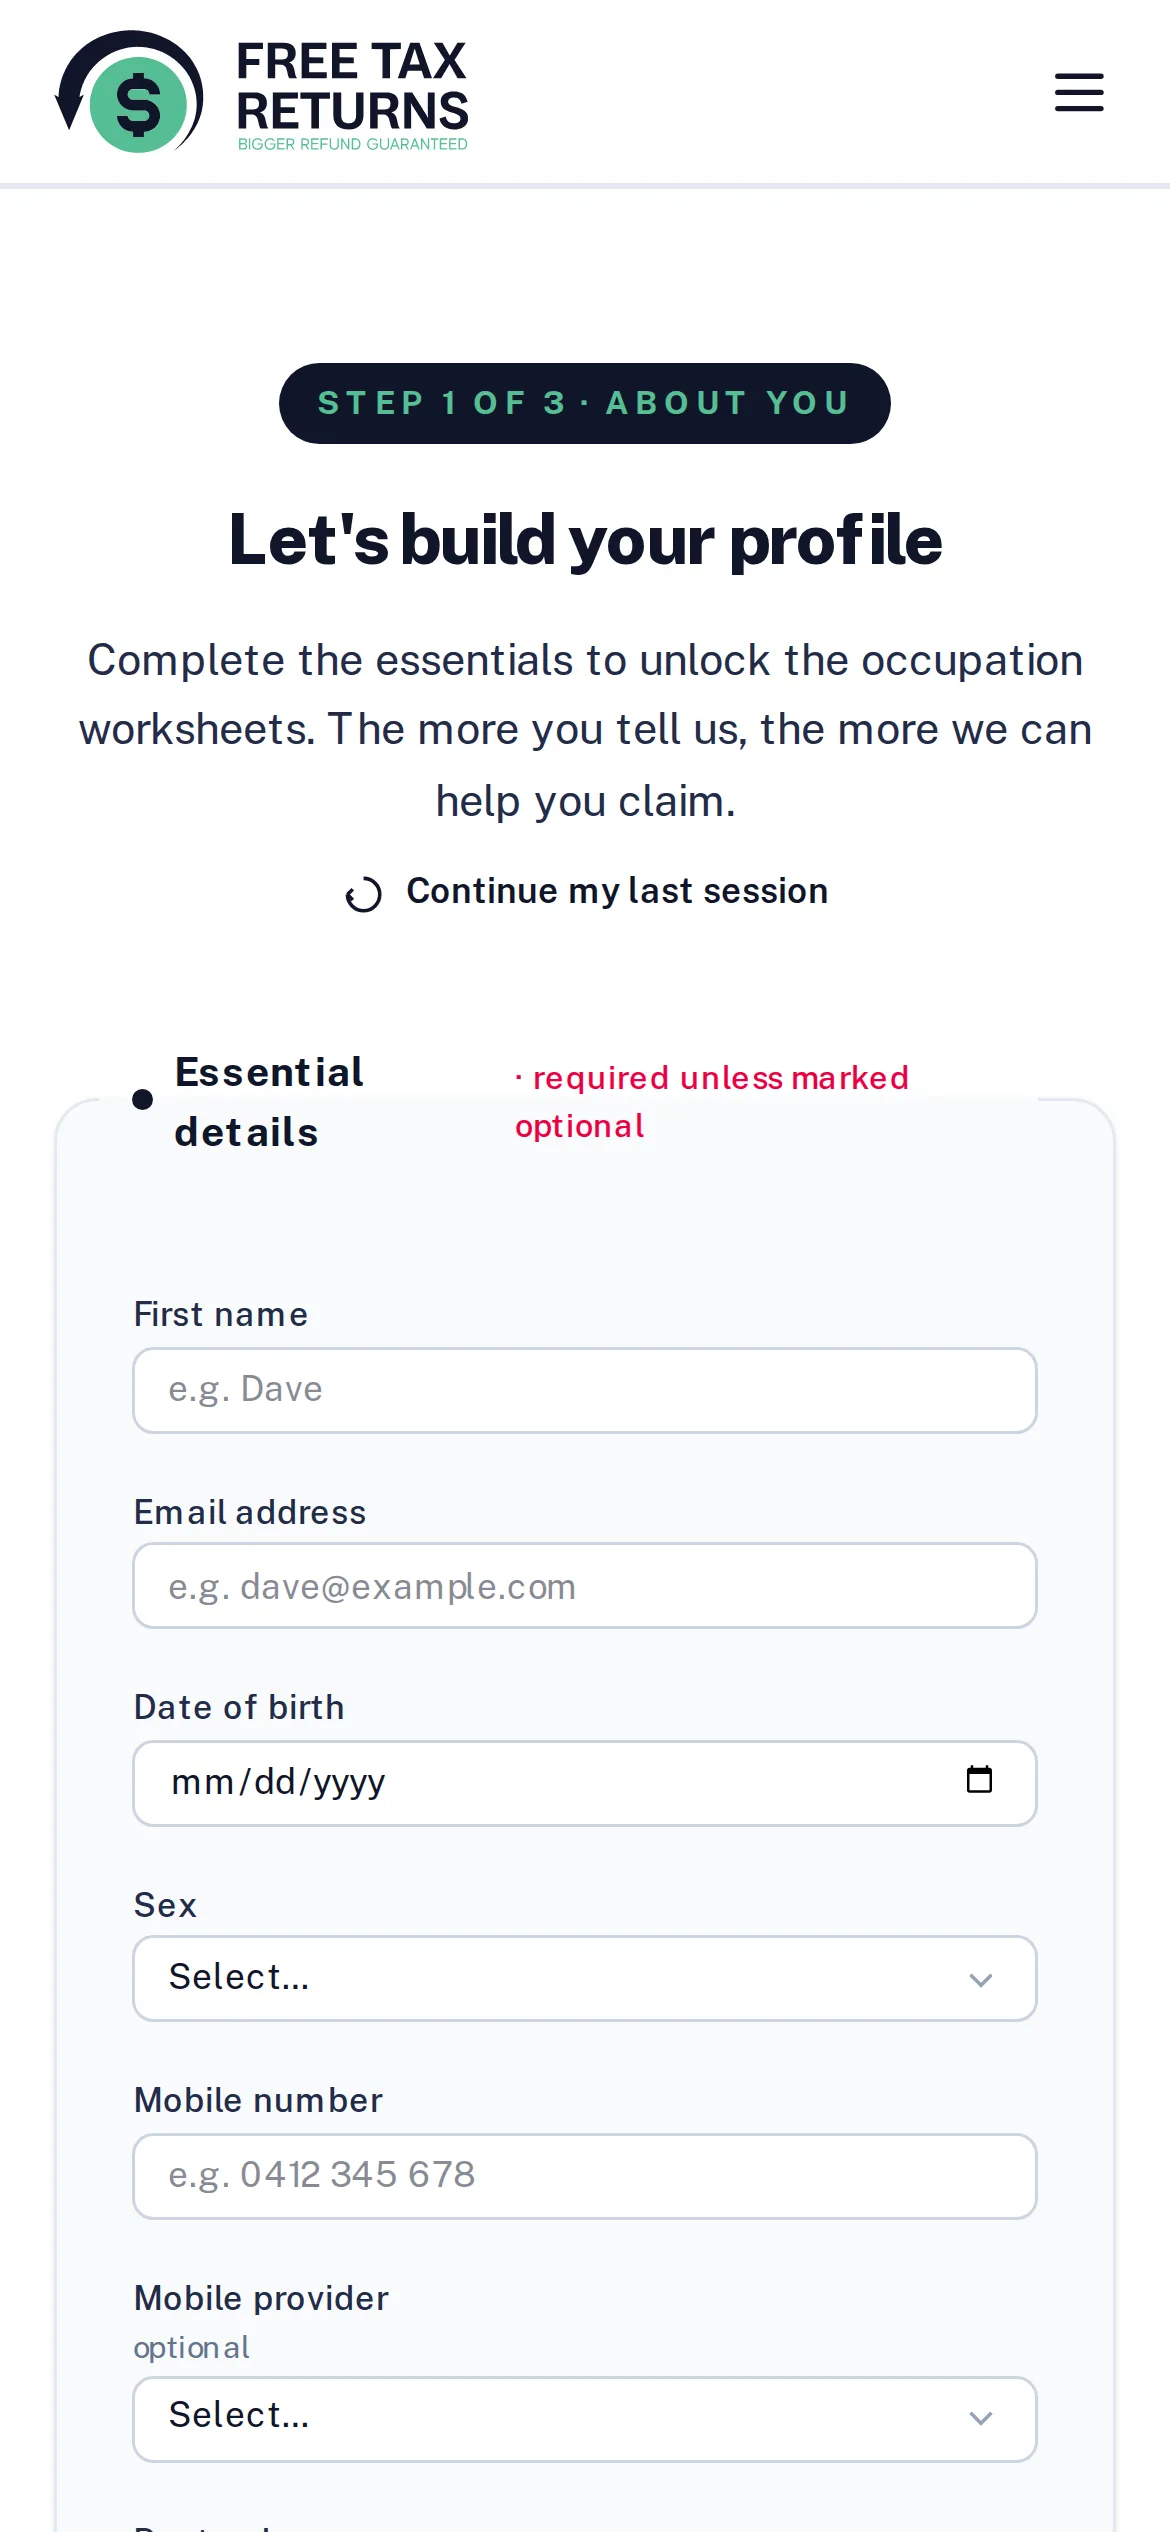 FREE TAX
RETURNS
BIGGER REFUND GUARANTEED
STEP 1 OF 3 · ABOUT YOU
Let's build your profile
Complete the essentials to unlock the occupation
worksheets. The more you tell us, the more we can
help you claim.
Continue my last session
Essential
details
· required unless marked
optional
First name
e.g. Dave
Email address
e.g. dave@example.com
Date of birth
mm/dd/yyyy
Sex
Select...
Mobile number
e.g. 0412 345 678
Mobile provider
optional
Select...